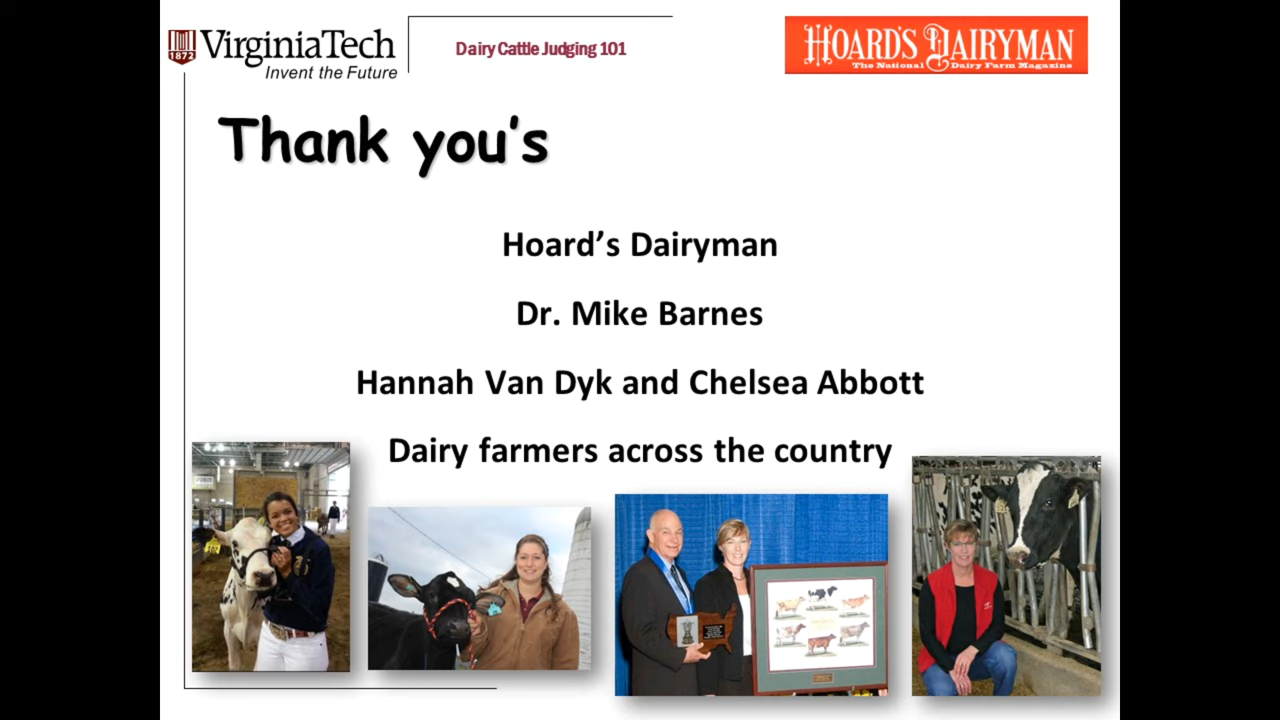 VirginiaTech
1872
Invent the Future
Dairy Cattle Judging 101
HOARD'S DAIRYMAN
The National Dairy Farm Magazine
Thank you's
Hoard's Dairyman
Dr. Mike Barnes
Hannah Van Dyk and Chelsea Abbott
Dairy farmers across the country